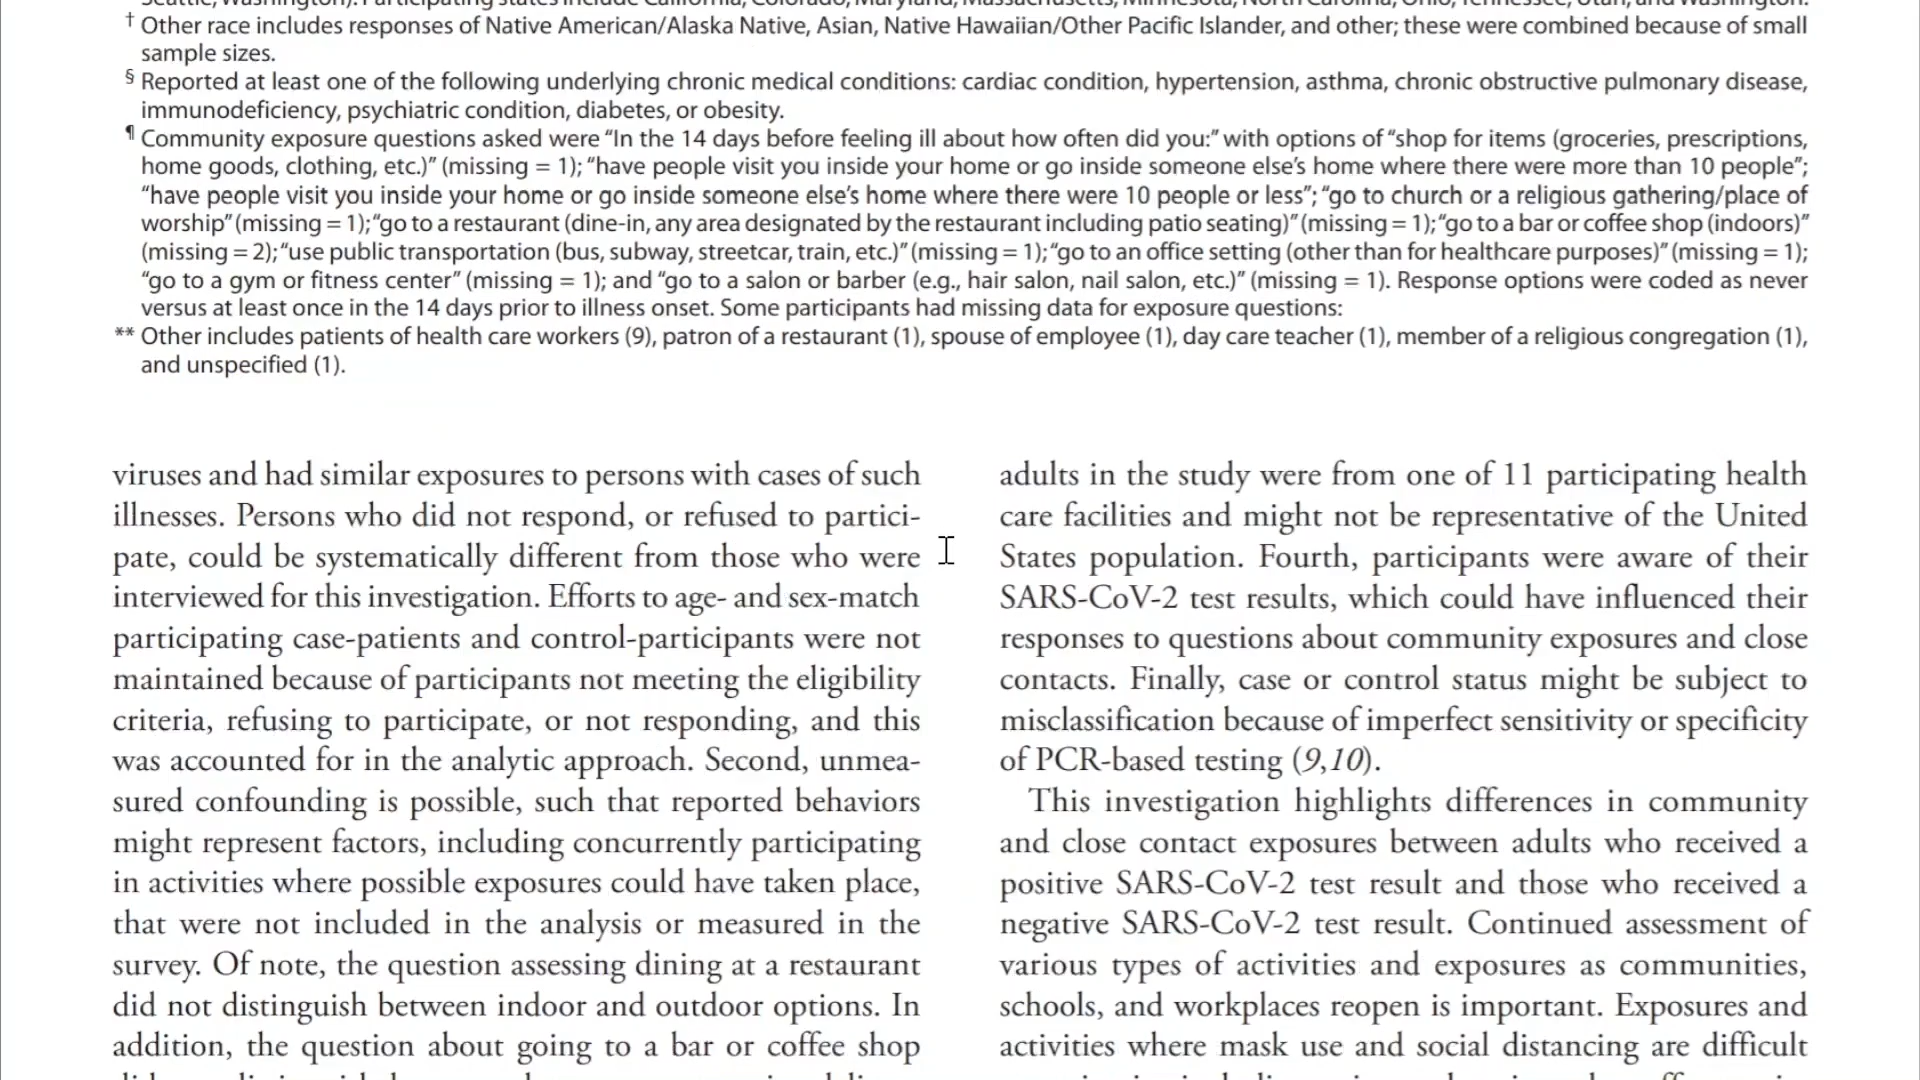 Seattle, Washington). Participating states include California, Colorado, Maryland, Massachusetts, Minnesota, North Carolina, Ohio, Tennessee, Utah, and Washington.
† Other race includes responses of Native American/Alaska Native, Asian, Native Hawaiian/Other Pacific Islander, and other; these were combined because of small
sample sizes.
§ Reported at least one of the following underlying chronic medical conditions: cardiac condition, hypertension, asthma, chronic obstructive pulmonary disease,
immunodeficiency, psychiatric condition, diabetes, or obesity.
¶ Community exposure questions asked were “In the 14 days before feeling ill about how often did you:” with options of “shop for items (groceries, prescriptions,
home goods, clothing, etc.)” (missing = 1); “have people visit you inside your home or go inside someone else’s home where there were more than 10 people”;
“have people visit you inside your home or go inside someone else’s home where there were 10 people or less”; “go to church or a religious gathering/place of
worship” (missing = 1); “go to a restaurant (dine-in, any area designated by the restaurant including patio seating)” (missing = 1); “go to a bar or coffee shop (indoors)”
(missing = 2); “use public transportation (bus, subway, streetcar, train, etc.)” (missing = 1); “go to an office setting (other than for healthcare purposes)” (missing = 1);
“go to a gym or fitness center” (missing = 1); and “go to a salon or barber (e.g., hair salon, nail salon, etc.)” (missing = 1). Response options were coded as never
versus at least once in the 14 days prior to illness onset. Some participants had missing data for exposure questions:
** Other includes patients of health care workers (9), patron of a restaurant (1), spouse of employee (1), day care teacher (1), member of a religious congregation (1),
and unspecified (1).
viruses and had similar exposures to persons with cases of such
illnesses. Persons who did not respond, or refused to partici-
pate, could be systematically different from those who were
interviewed for this investigation. Efforts to age- and sex-match
participating case-patients and control-participants were not
maintained because of participants not meeting the eligibility
criteria, refusing to participate, or not responding, and this
was accounted for in the analytic approach. Second, unmea-
sured confounding is possible, such that reported behaviors
might represent factors, including concurrently participating
in activities where possible exposures could have taken place,
that were not included in the analysis or measured in the
survey. Of note, the question assessing dining at a restaurant
did not distinguish between indoor and outdoor options. In
addition, the question about going to a bar or coffee shop
adults in the study were from one of 11 participating health
care facilities and might not be representative of the United
States population. Fourth, participants were aware of their
SARS-CoV-2 test results, which could have influenced their
responses to questions about community exposures and close
contacts. Finally, case or control status might be subject to
misclassification because of imperfect sensitivity or specificity
of PCR-based testing (9,10).
This investigation highlights differences in community
and close contact exposures between adults who received a
positive SARS-CoV-2 test result and those who received a
negative SARS-CoV-2 test result. Continued assessment of
various types of activities and exposures as communities,
schools, and workplaces reopen is important. Exposures and
activities where mask use and social distancing are difficult